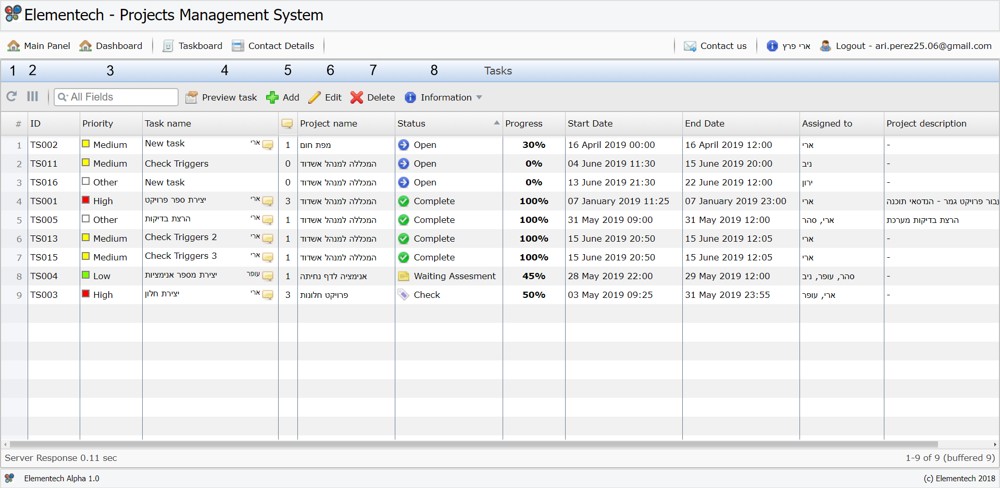 Elementech - Projects Management System
Main Panel Dashboard Taskboard Contact Details Contact us ארי פרץ Logout - ari.perez25.06@gmail.com
1 2 3 4 5 6 7 8 Tasks
All Fields Preview task Add Edit Delete Information
# ID Priority Task name Project name Status Progress Start Date End Date Assigned to Project description
1 TS002 Medium New task ארי 1 מפת חום Open 30% 16 April 2019 00:00 16 April 2019 12:00 ארי -
2 TS011 Medium Check Triggers 0 המכללה למנהל אשדוד Open 0% 04 June 2019 11:30 15 June 2019 20:00 ניב -
3 TS016 Other New task 0 המכללה למנהל אשדוד Open 0% 13 June 2019 21:30 22 June 2019 12:00 ירון -
4 TS001 High יצירת ספר פרויקט ארי 3 המכללה למנהל אשדוד Complete 100% 07 January 2019 11:25 07 January 2019 23:00 ארי עבור פרויקט גמר - הנדסאי תוכנה
5 TS005 Other הרצת בדיקות ארי 1 המכללה למנהל אשדוד Complete 100% 31 May 2019 09:00 31 May 2019 12:00 ארי, סהר הרצת בדיקות מערכת
6 TS013 Medium Check Triggers 2 ארי 1 המכללה למנהל אשדוד Complete 100% 15 June 2019 20:50 15 June 2019 12:05 ארי -
7 TS015 Medium Check Triggers 3 ארי 1 המכללה למנהל אשדוד Complete 100% 15 June 2019 20:50 15 June 2019 12:05 ארי -
8 TS004 Low יצירת מספר אנימציות עופר 1 אנימציה לדף נחיתה Waiting Assesment 45% 28 May 2019 22:00 29 May 2019 12:00 סהר, עופר, ניב -
9 TS003 High יצירת חלון ארי 3 פרויקט חלונות Check 50% 03 May 2019 09:25 31 May 2019 23:55 ארי, עופר -
Server Response 0.11 sec 1-9 of 9 (buffered 9)
Elementech Alpha 1.0 (c) Elementech 2018